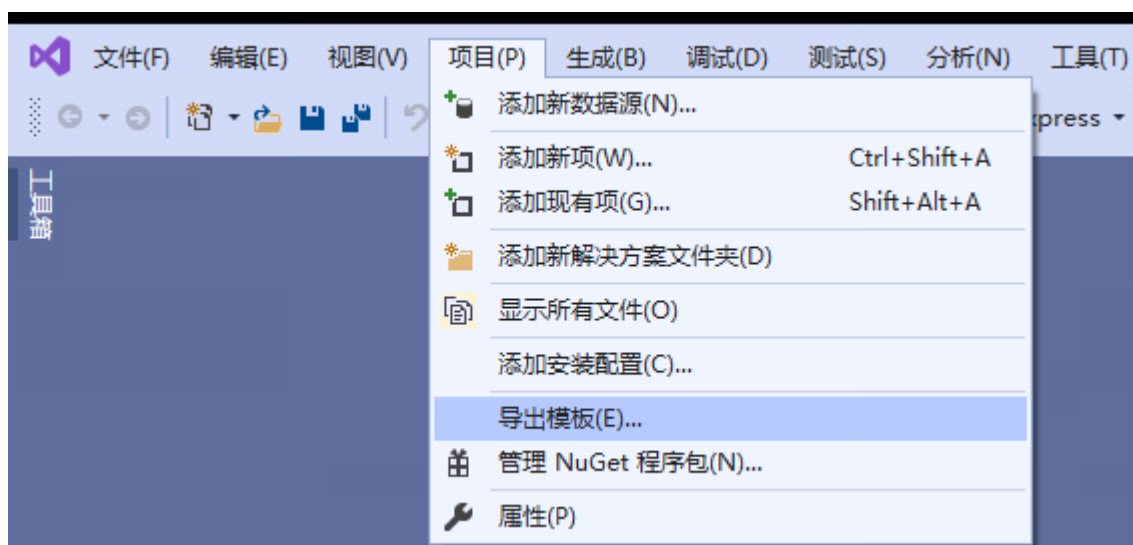 文件(F) 编辑(E) 视图(V) 项目(P) 生成(B) 调试(D) 测试(S) 分析(N) 工具(T)
xpress
工具箱
添加新数据源(N)...
添加新项(W)... Ctrl+Shift+A
添加现有项(G)... Shift+Alt+A
添加新解决方案文件夹(D)
显示所有文件(O)
添加安装配置(C)...
导出模板(E)...
管理 NuGet 程序包(N)...
属性(P)